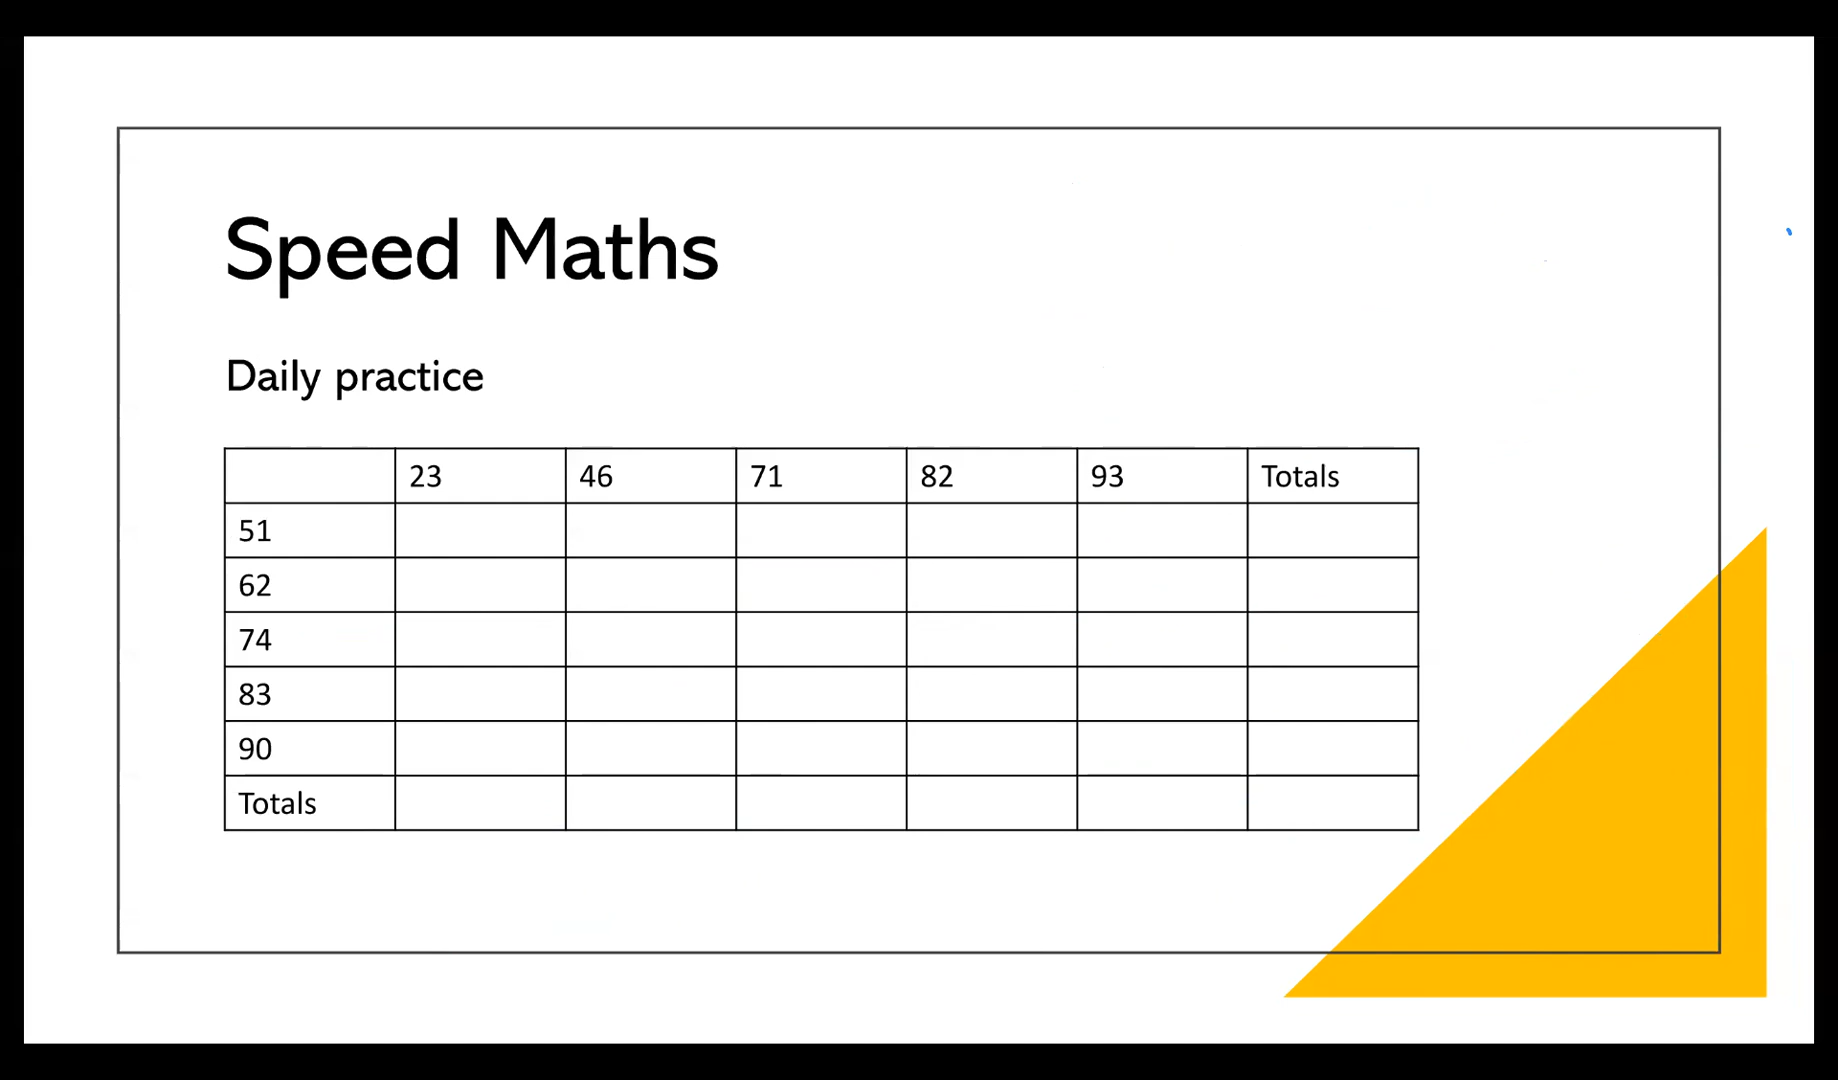 Speed Maths
Daily practice
23 46 71 82 93 Totals
51
62
74
83
90
Totals